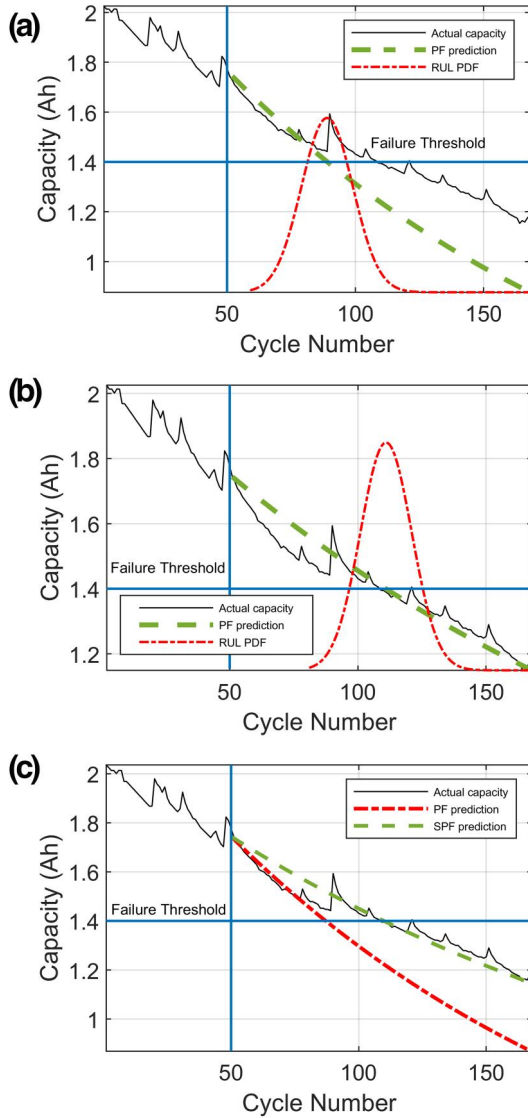 (a)
2
1.8
1.6
1.4
1.2
1
Capacity (Ah)
Actual capacity
PF prediction
RUL PDF
Failure Threshold
50
100
150
Cycle Number
(b)
2
1.8
1.6
1.4
1.2
Capacity (Ah)
Failure Threshold
Actual capacity
PF prediction
RUL PDF
50
100
150
Cycle Number
(c)
2
1.8
1.6
1.4
1.2
1
Capacity (Ah)
Actual capacity
PF prediction
SPF prediction
Failure Threshold
50
100
150
Cycle Number